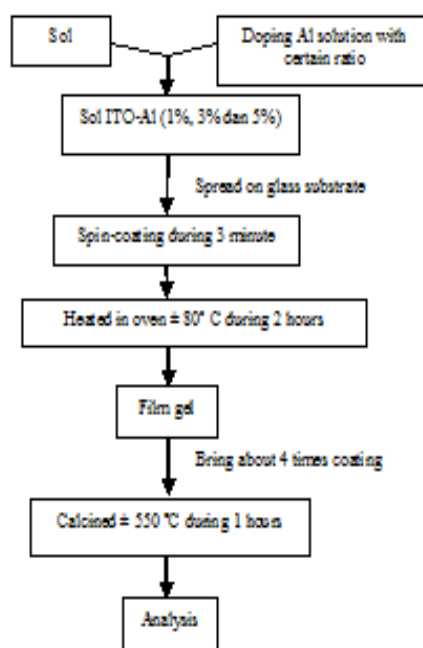 Sol
Doping Al solution with
certain ratio
Sol ITO-Al (1%, 3% dan 5%)
Spread on glass substrate
Spin-coating during 3 minute
Heated in oven ± 80° C during 2 hours
Film gel
Bring about 4 times coating
Calcined ± 550 °C during 1 hours
Analysis